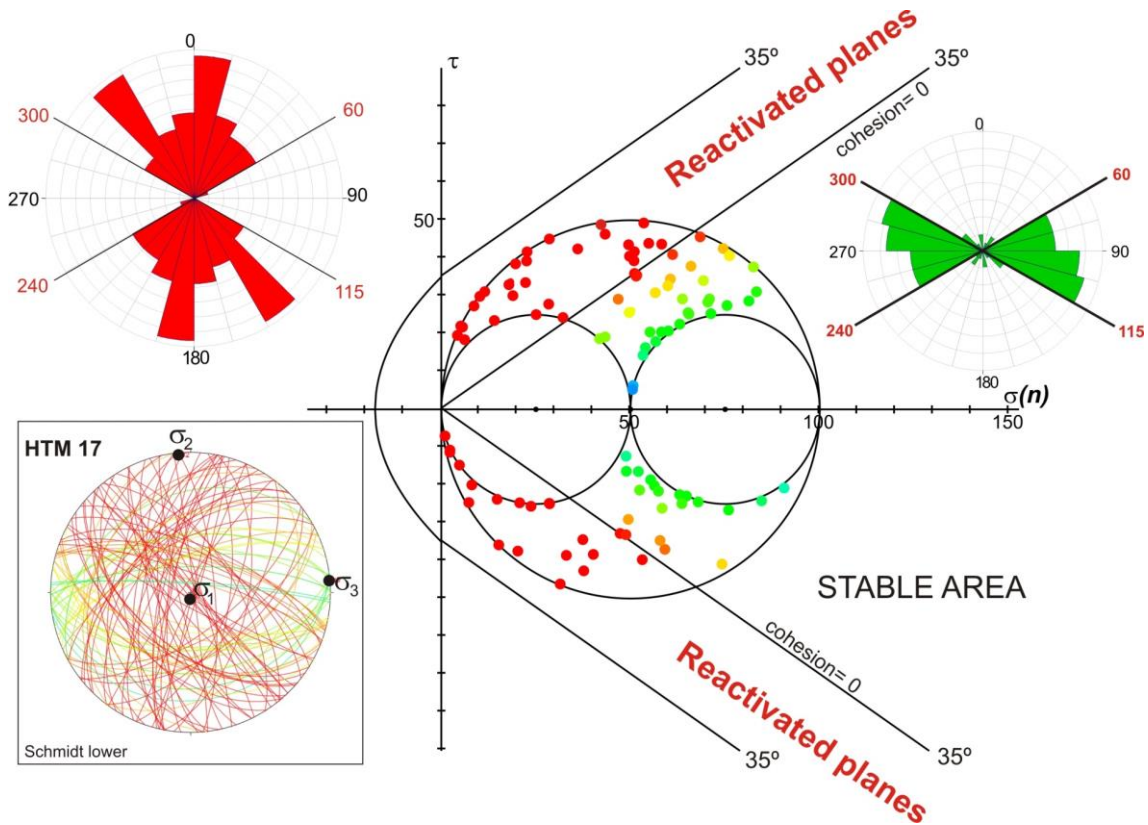 0
300
60
270
90
240
115
180
τ
35º
35º
Reactivated planes
cohesion= 0
50
0
300
60
270
90
240
115
180
σ(n)
50
100
150
HTM 17
σ2
σ1
σ3
Schmidt lower
STABLE AREA
cohesion= 0
Reactivated planes
35º
35º